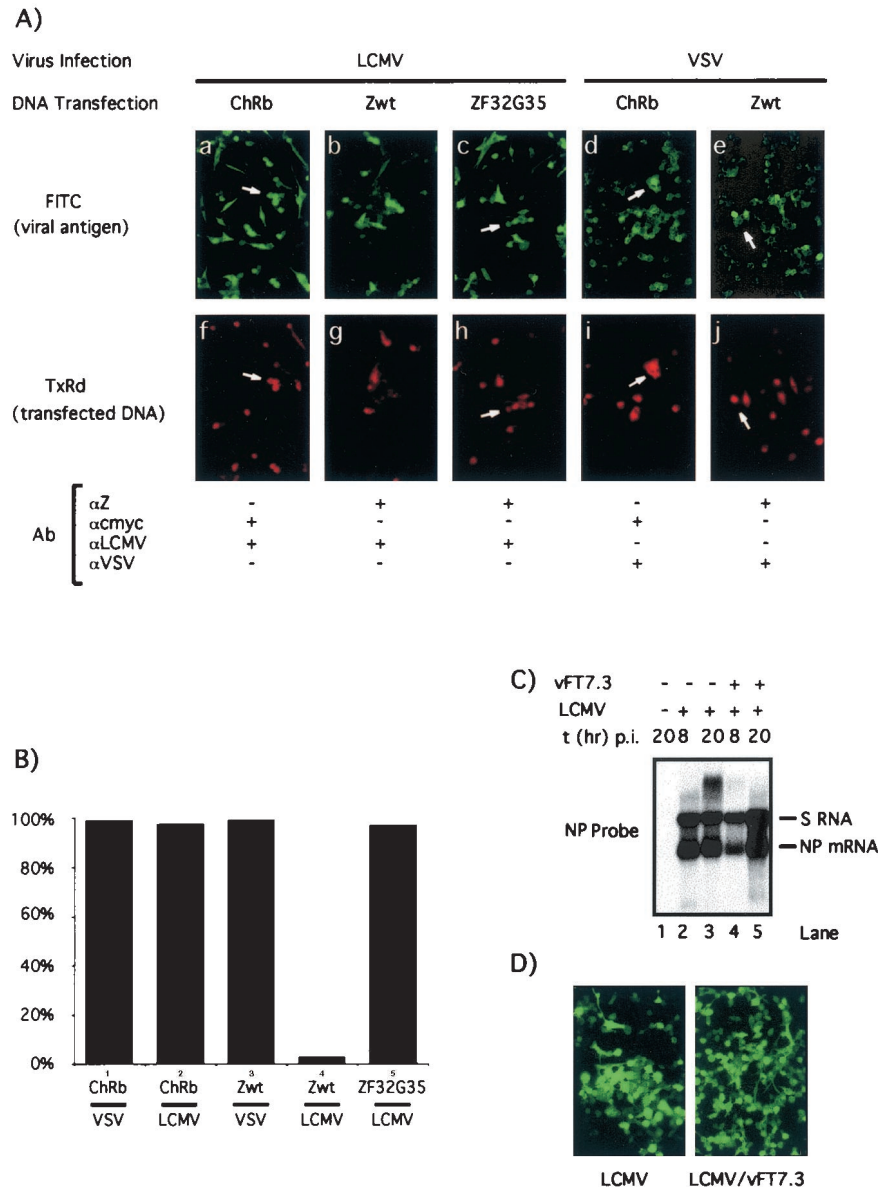 A)
Virus Infection LCMV VSV
DNA Transfection ChRb Zwt ZF32G35 ChRb Zwt
a b c d e
FITC
(viral antigen)
f g h i j
TxRd
(transfected DNA)
Ab
αZ - + + - +
αcmyc + - - + -
αLCMV + + + - -
αVSV - - - + +
B)
100%
80%
60%
40%
20%
0%
1 2 3 4 5
ChRb ChRb Zwt Zwt ZF32G35
VSV LCMV VSV LCMV LCMV
C)
vFT7.3 - - - + +
LCMV - + + + +
t (hr) p.i. 20 8 20 8 20
NP Probe
S RNA
NP mRNA
1 2 3 4 5 Lane
D)
LCMV LCMV/vFT7.3